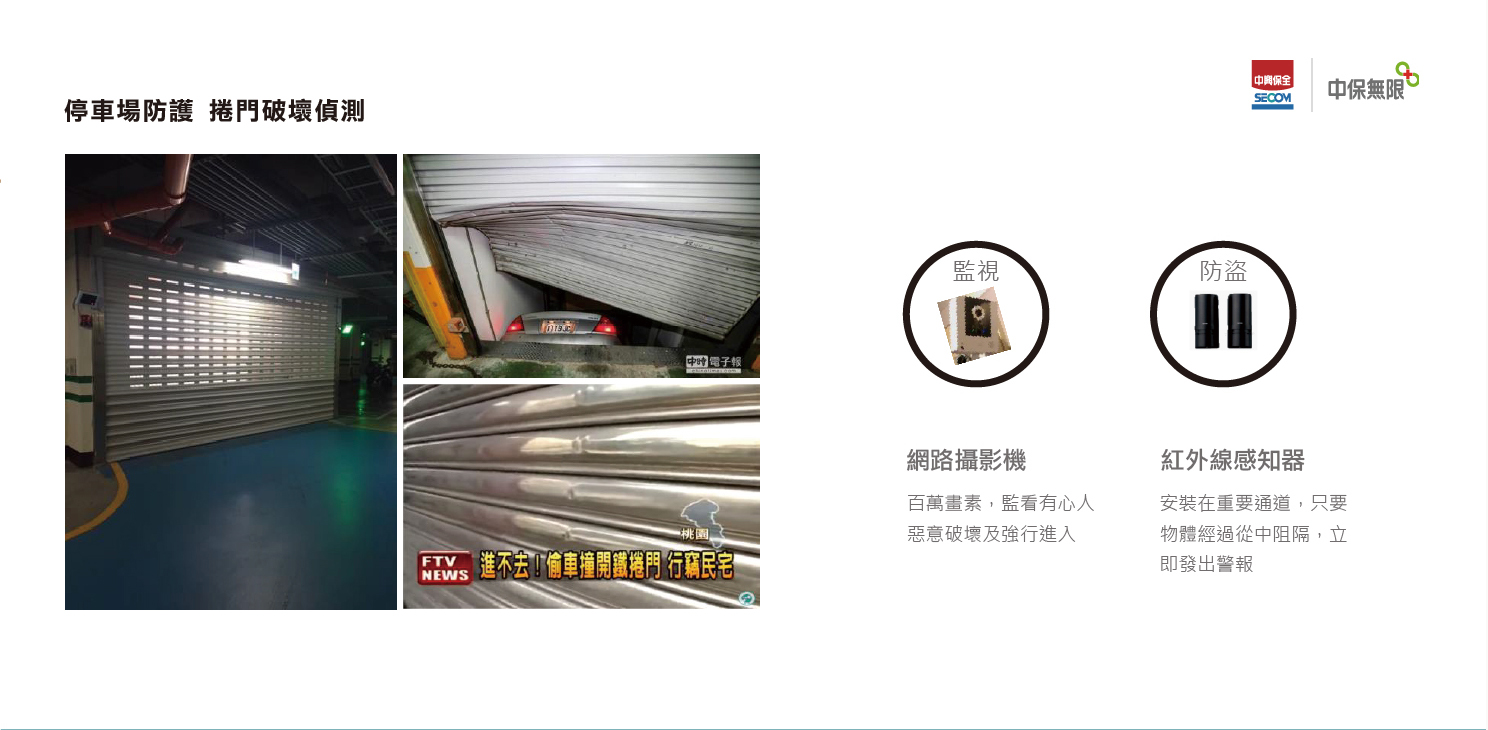 中興保全
SECOM
中保無限
停車場防護 捲門破壞偵測
中時電子報
桃園
FTV
NEWS
進不去！偷車撞開鐵捲門 行竊民宅
監視
網路攝影機
百萬畫素，監看有心人
惡意破壞及強行進入
防盜
紅外線感知器
安裝在重要通道，只要
物體經過從中阻隔，立
即發出警報